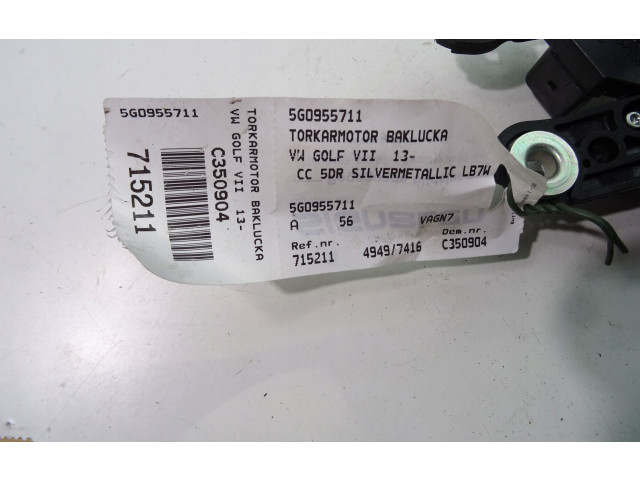 5G0955711
TORKARMOTOR BAKLUCKA
VW GOLF VII 13-
C350904
715211
5G0955711
TORKARMOTOR BAKLUCKA
VW GOLF VII 13-
CC 5DR SILVERMETALLIC LB7W
5G0955711
A 56 VAGN7
Ref.nr. Dem.nr.
715211 4949/7416 C350904